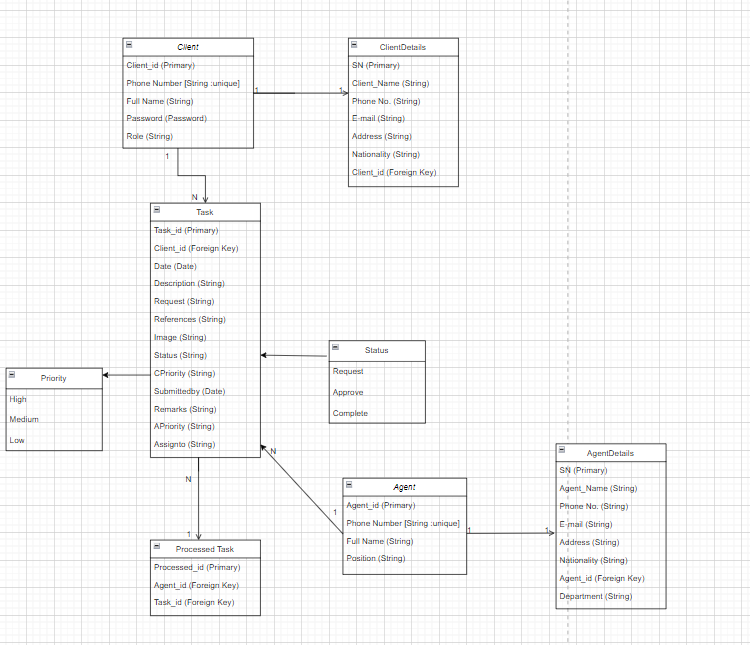 Client
Client_id (Primary)
Phone Number [String :unique]
Full Name (String)
Password (Password)
Role (String)
1
1
ClientDetails
SN (Primary)
Client_Name (String)
Phone No. (String)
E-mail (String)
Address (String)
Nationality (String)
Client_id (Foreign Key)
1
N
Task
Task_id (Primary)
Client_id (Foreign Key)
Date (Date)
Description (String)
Request (String)
References (String)
Image (String)
Status (String)
CPriority (String)
Submittedby (Date)
Remarks (String)
APriority (String)
Assignto (String)
Status
Request
Approve
Complete
Priority
High
Medium
Low
N
1
Processed Task
Processed_id (Primary)
Agent_id (Foreign Key)
Task_id (Foreign Key)
N
1
Agent
Agent_id (Primary)
Phone Number [String :unique]
Full Name (String)
Position (String)
1
1
AgentDetails
SN (Primary)
Agent_Name (String)
Phone No. (String)
E-mail (String)
Address (String)
Nationality (String)
Agent_id (Foreign Key)
Department (String)